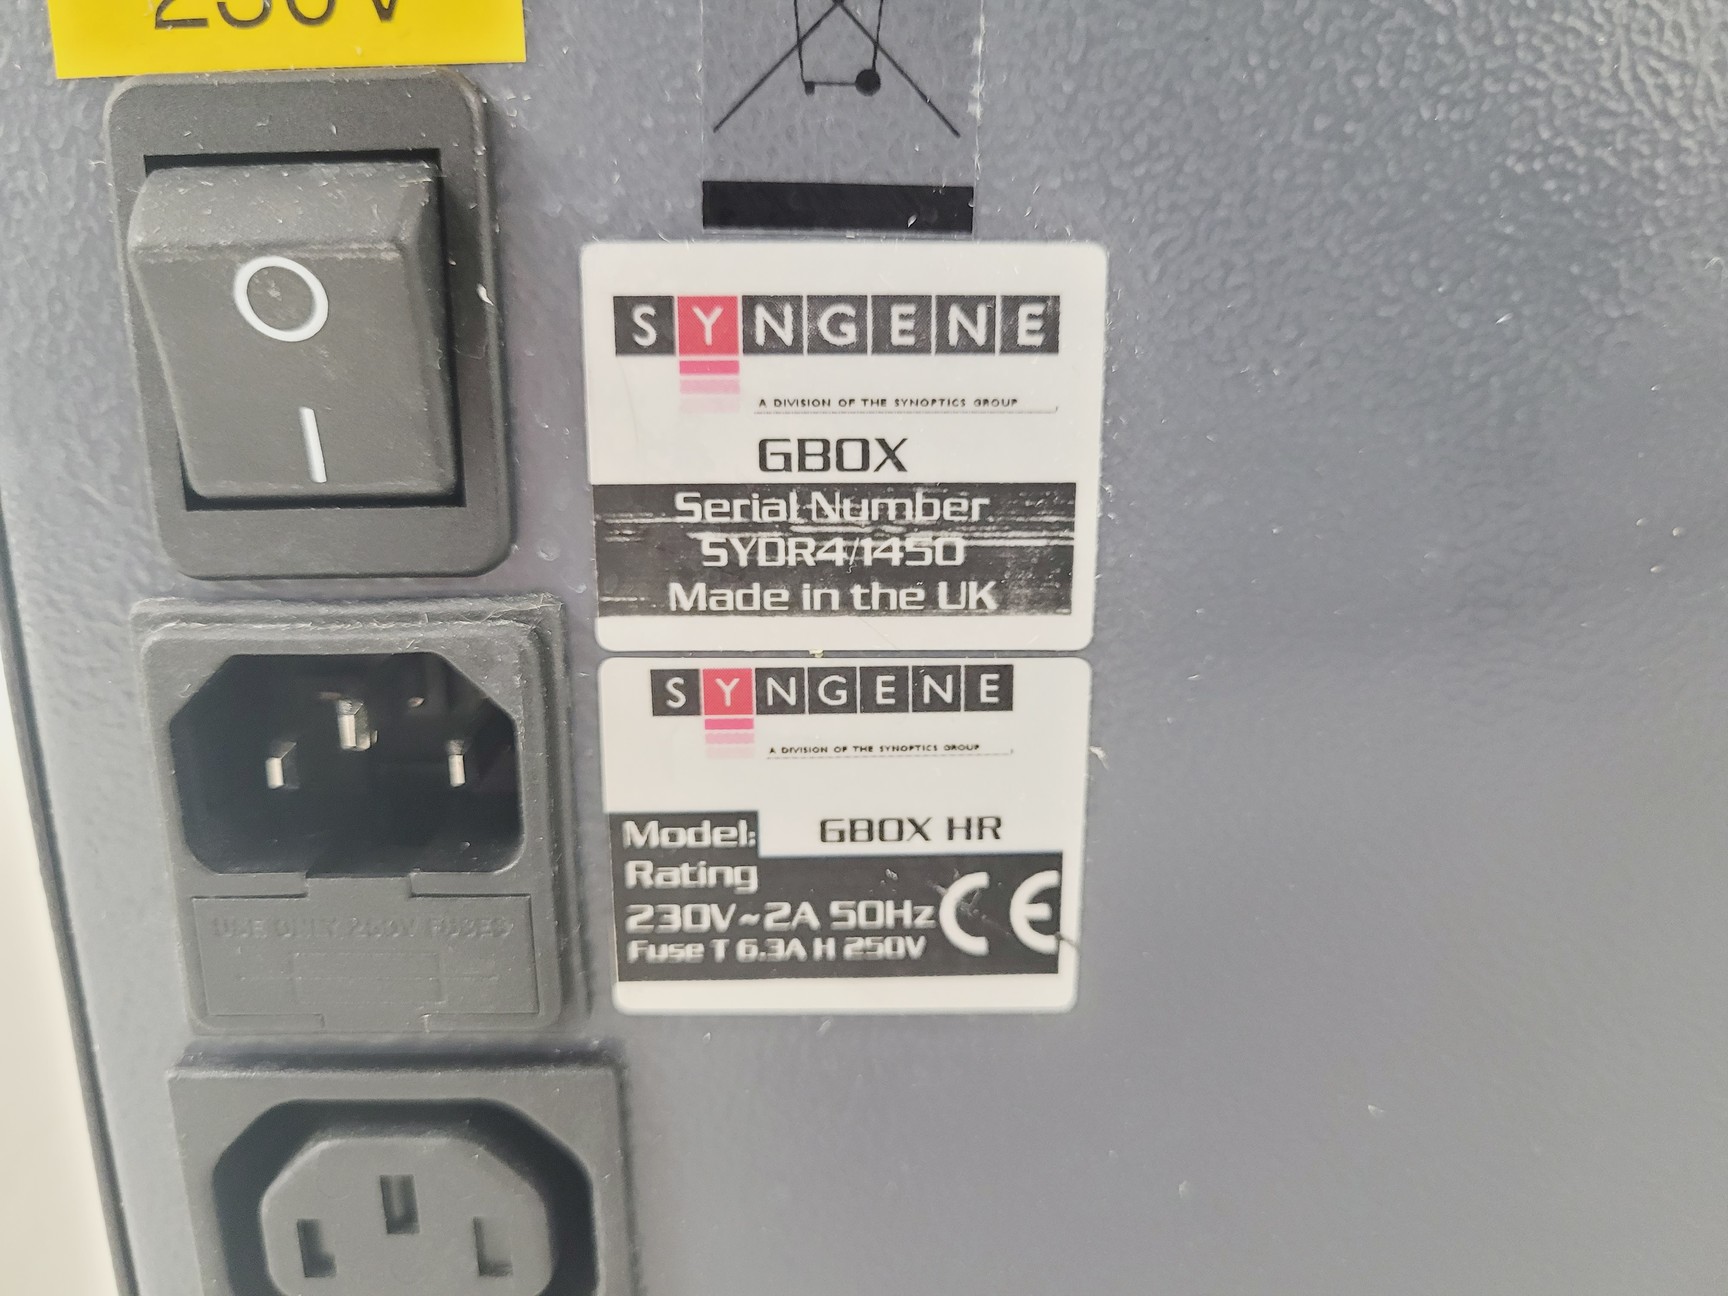 230V
SYNGENE
A DIVISION OF THE SYNOPTICS GROUP
GBOX
Serial Number
SYDR4/1450
Made in the UK
SYNGENE
A DIVISION OF THE SYNOPTICS GROUP
Model: GBOX HR
Rating
230V~2A 50Hz CE
Fuse T 6.3A H 250V
USE ONLY 250V FUSES